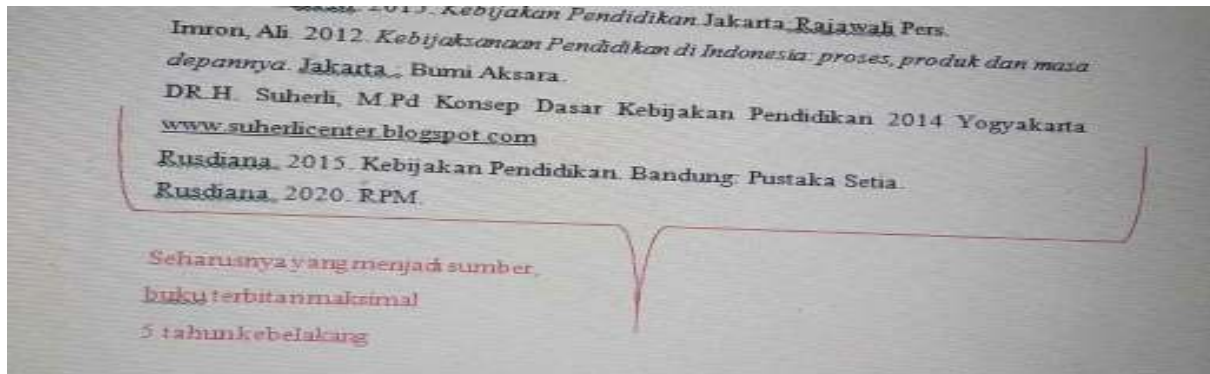 2015. Kebijakan Pendidikan Jakarta, Rajawali Pers.
Imron, Ali. 2012. Kebijaksanaan Pendidikan di Indonesia: proses, produk dan masa
depannya. Jakarta : Bumi Aksara.
DR.H. Suherli, M.Pd Konsep Dasar Kebijakan Pendidikan 2014 Yogyakarta
www.suherlicenter.blogspot.com
Rusdiana, 2015. Kebijakan Pendidikan. Bandung: Pustaka Setia.
Rusdiana, 2020. RPM.
Seharusnya yang menjadi sumber,
buku terbitan maksimal
5 tahun kebelakang